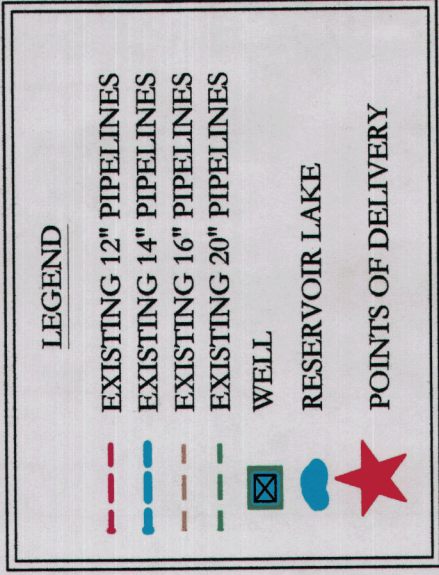 LEGEND
EXISTING 12" PIPELINES
EXISTING 14" PIPELINES
EXISTING 16" PIPELINES
EXISTING 20" PIPELINES
WELL
RESERVOIR LAKE
POINTS OF DELIVERY